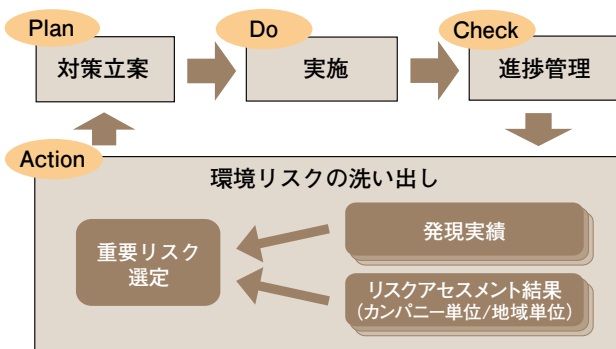 Plan
対策立案
Do
実施
Check
進捗管理
Action
環境リスクの洗い出し
重要リスク
選定
発現実績
リスクアセスメント結果
(カンパニー単位/地域単位)